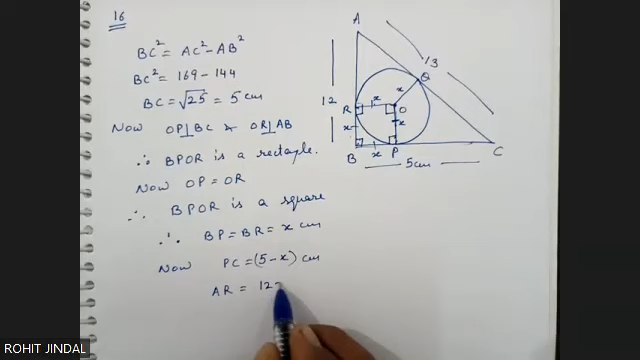 16
BC² = AC² - AB²
BC² = 169 - 144
BC = √25 = 5 cm
Now OP⊥BC & OR⊥AB
∴ BPOR is a rectangle.
Now OP = OR
∴ BPOR is a square
∴ BP = BR = x cm
Now PC = (5-x) cm
AR = 12-
A
13
Q
x
12
R
x
O
x
x
B
x
P
C
5cm
ROHIT JINDAL